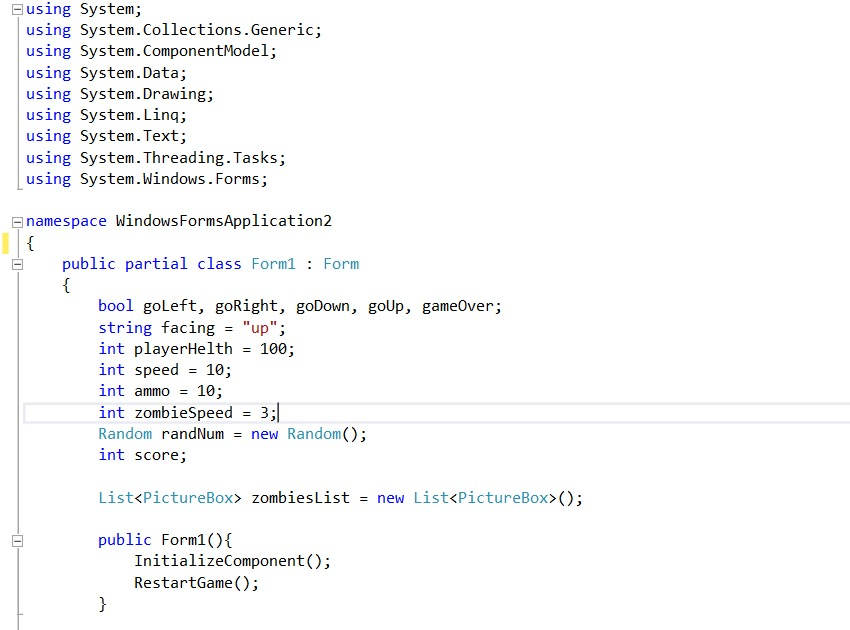 using System;
using System.Collections.Generic;
using System.ComponentModel;
using System.Data;
using System.Drawing;
using System.Linq;
using System.Text;
using System.Threading.Tasks;
using System.Windows.Forms;

namespace WindowsFormsApplication2
{
    public partial class Form1 : Form
    {
        bool goLeft, goRight, goDown, goUp, gameOver;
        string facing = "up";
        int playerHelth = 100;
        int speed = 10;
        int ammo = 10;
        int zombieSpeed = 3;
        Random randNum = new Random();
        int score;

        List<PictureBox> zombiesList = new List<PictureBox>();

        public Form1(){
            InitializeComponent();
            RestartGame();
        }